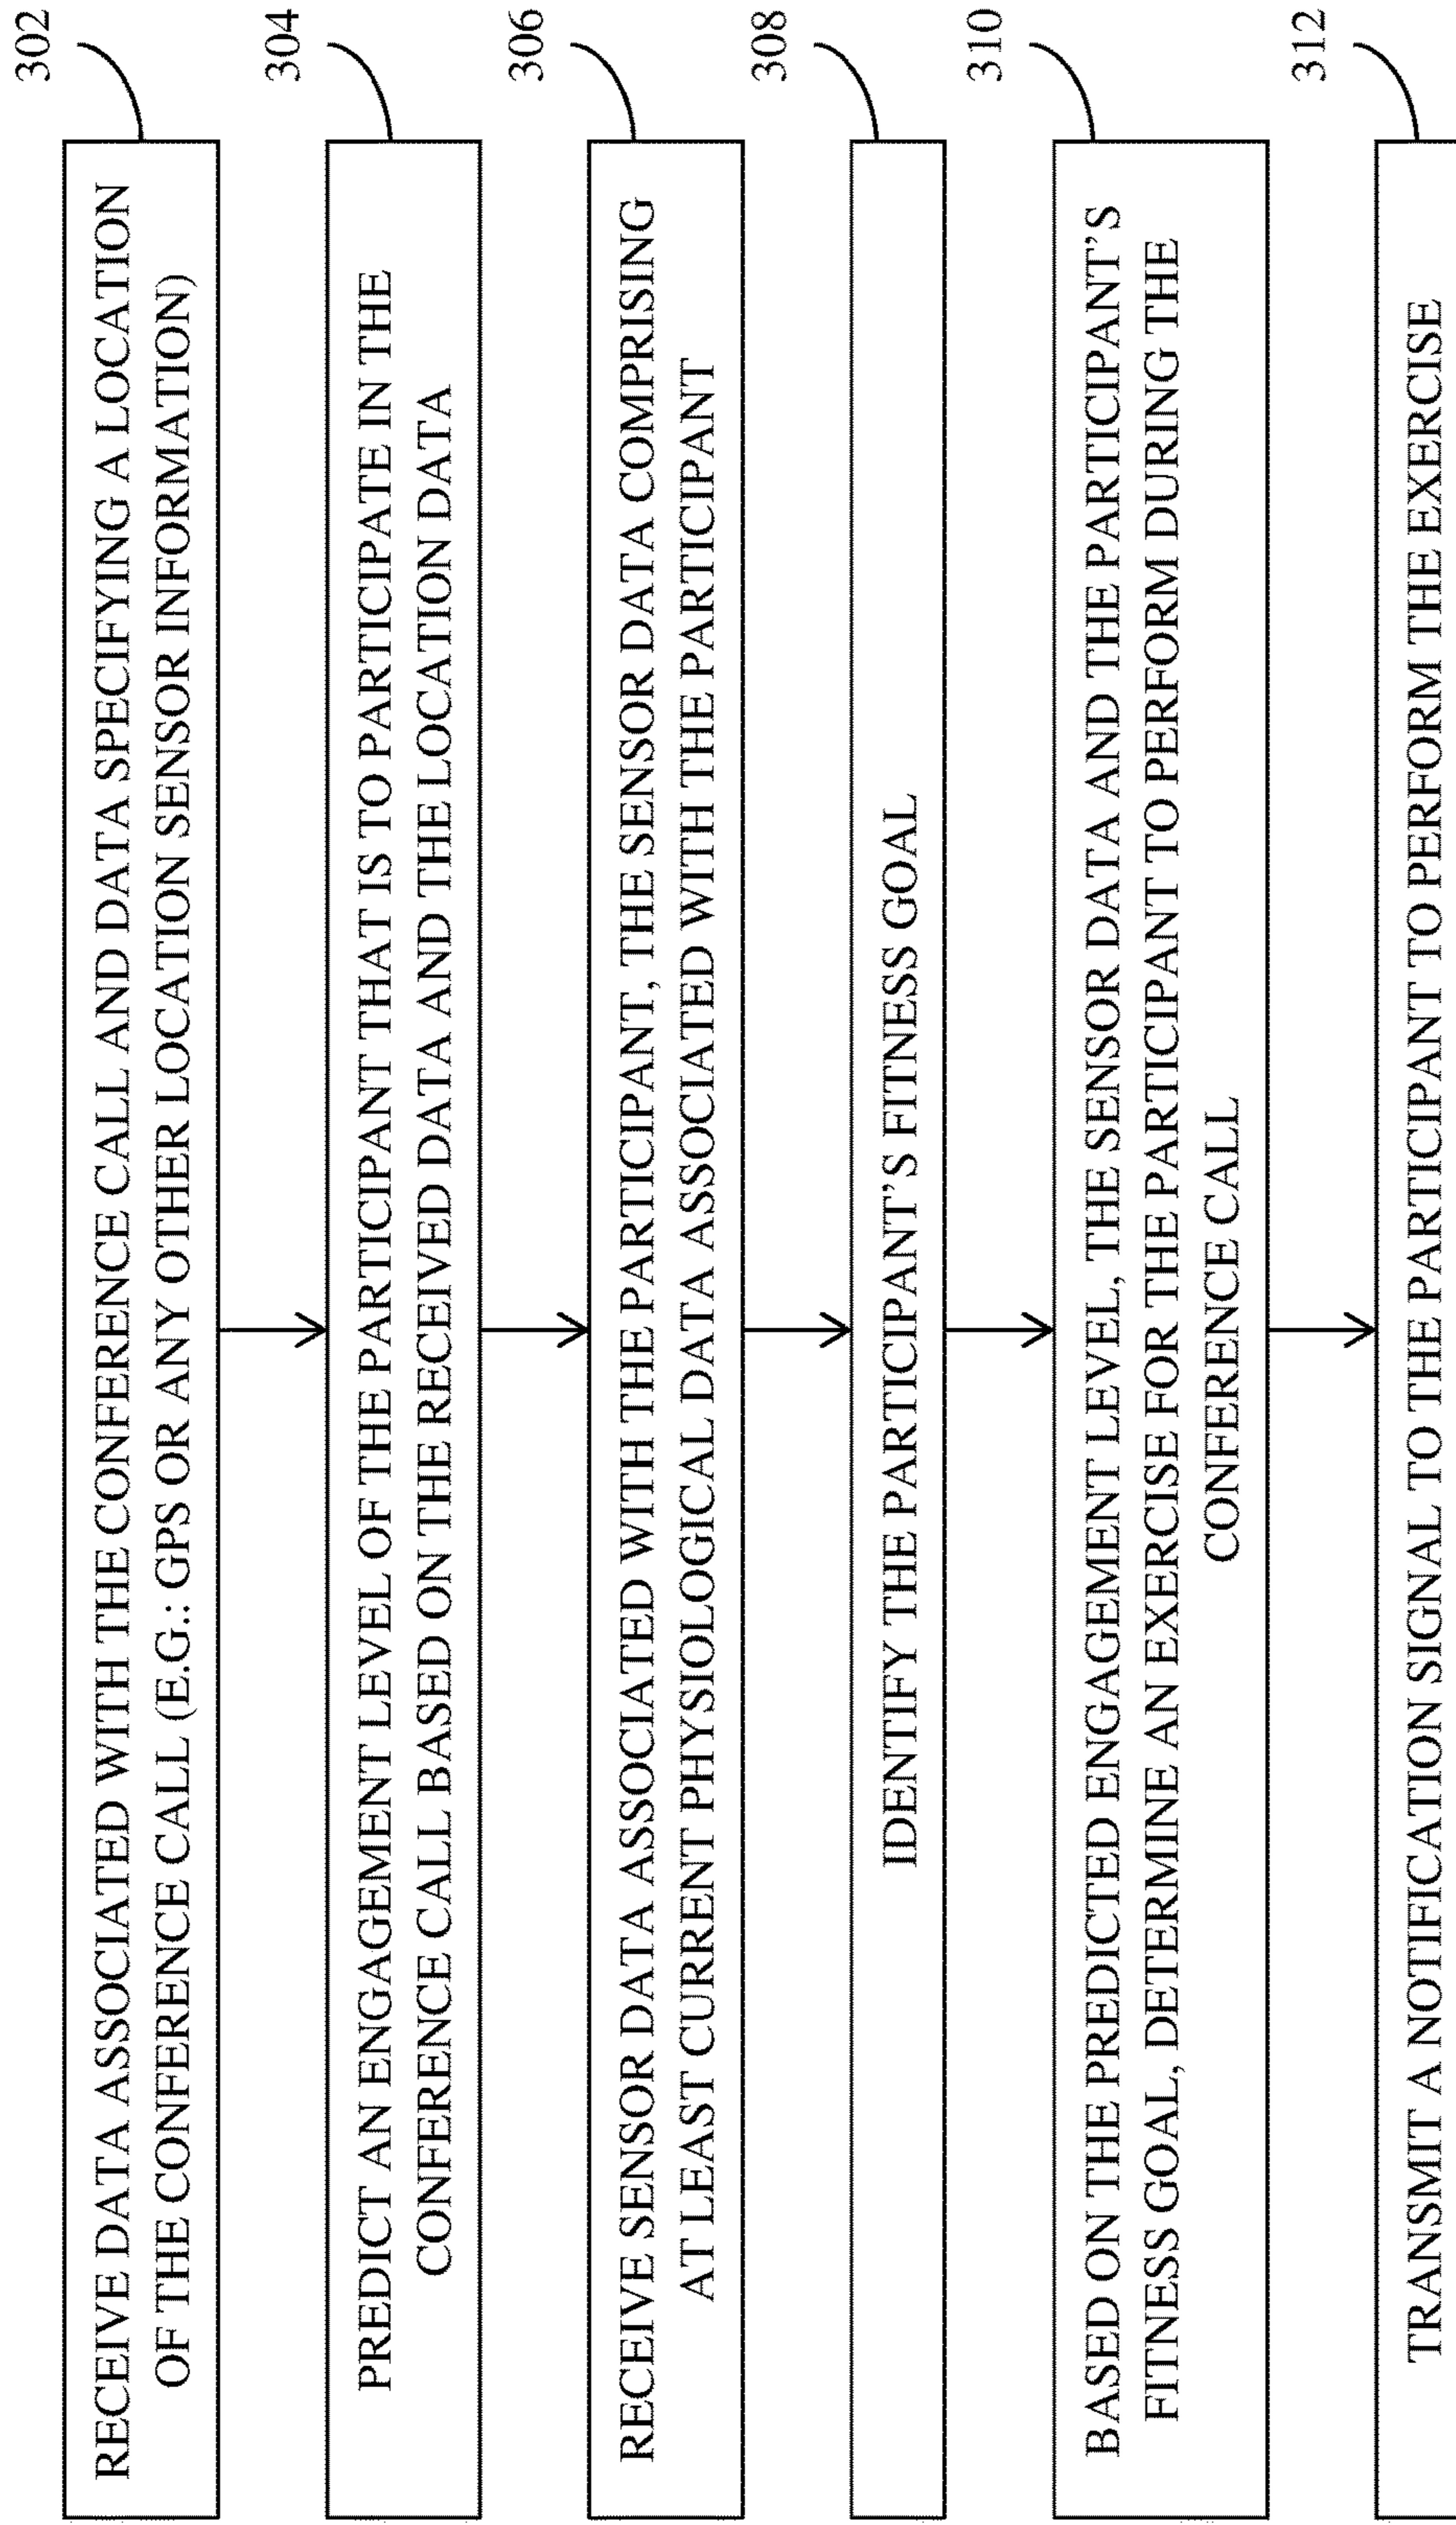 302
RECEIVE DATA ASSOCIATED WITH THE CONFERENCE CALL AND DATA SPECIFYING A LOCATION
OF THE CONFERENCE CALL (E.G.: GPS OR ANY OTHER LOCATION SENSOR INFORMATION)
304
PREDICT AN ENGAGEMENT LEVEL OF THE PARTICIPANT THAT IS TO PARTICIPATE IN THE
CONFERENCE CALL BASED ON THE RECEIVED DATA AND THE LOCATION DATA
306
RECEIVE SENSOR DATA ASSOCIATED WITH THE PARTICIPANT, THE SENSOR DATA COMPRISING
AT LEAST CURRENT PHYSIOLOGICAL DATA ASSOCIATED WITH THE PARTICIPANT
308
IDENTIFY THE PARTICIPANT'S FITNESS GOAL
310
BASED ON THE PREDICTED ENGAGEMENT LEVEL, THE SENSOR DATA AND THE PARTICIPANT'S
FITNESS GOAL, DETERMINE AN EXERCISE FOR THE PARTICIPANT TO PERFORM DURING THE
CONFERENCE CALL
312
TRANSMIT A NOTIFICATION SIGNAL TO THE PARTICIPANT TO PERFORM THE EXERCISE